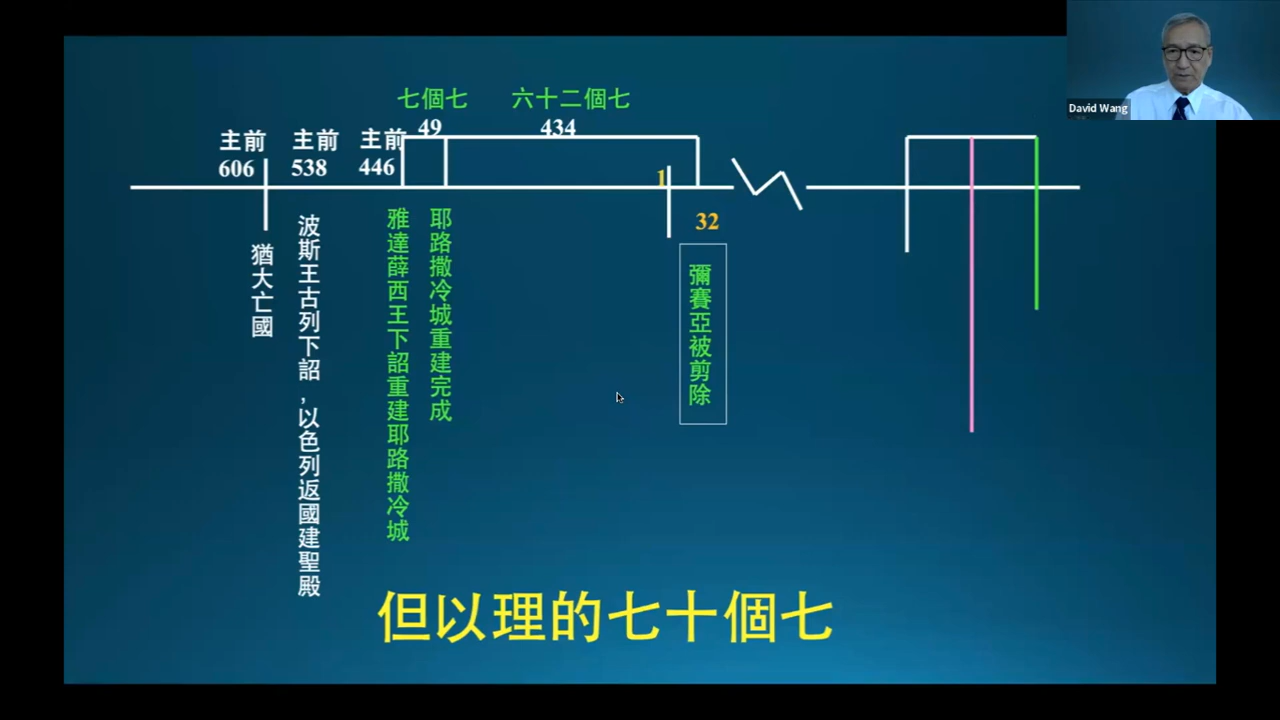 David Wang
七個七
六十二個七
49
434
主前
606
主前
538
主前
446
1
32
猶大亡國
波斯王古列下詔，以色列返國建聖殿
雅達薛西王下詔重建耶路撒冷城
耶路撒冷城重建完成
彌賽亞被剪除
但以理的七十個七